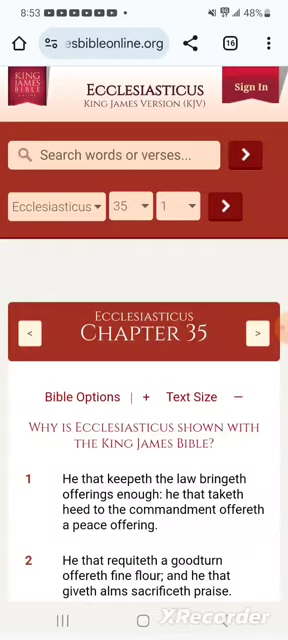 8:53
48%
esbibleonline.org
16
KING
JAMES
BIBLE
ONLINE
ECCLESIASTICUS
KING JAMES VERSION (KJV)
Sign In
Search words or verses...
Ecclesiasticus 35 1
ECCLESIASTICUS
CHAPTER 35
<
>
Bible Options | + Text Size —
WHY IS ECCLESIASTICUS SHOWN WITH
THE KING JAMES BIBLE?
1 He that keepeth the law bringeth
offerings enough: he that taketh
heed to the commandment offereth
a peace offering.
2 He that requiteth a goodturn
offereth fine flour; and he that
giveth alms sacrificeth praise.
XRecorder